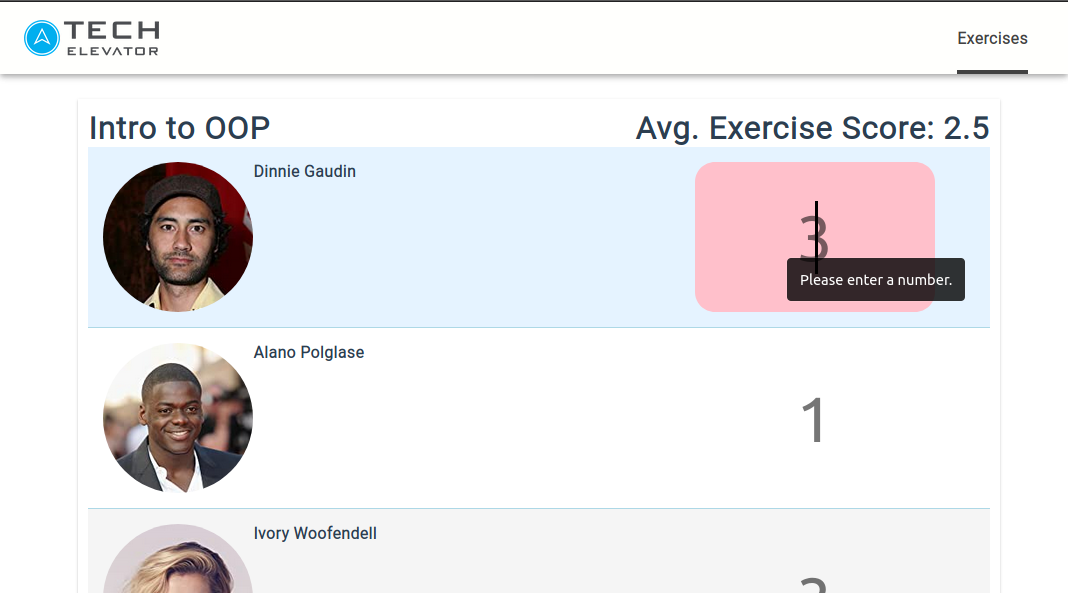 TECH
ELEVATOR
Exercises
Intro to OOP
Avg. Exercise Score: 2.5
Dinnie Gaudin
3
Please enter a number.
Alano Polglase
1
Ivory Woofendell